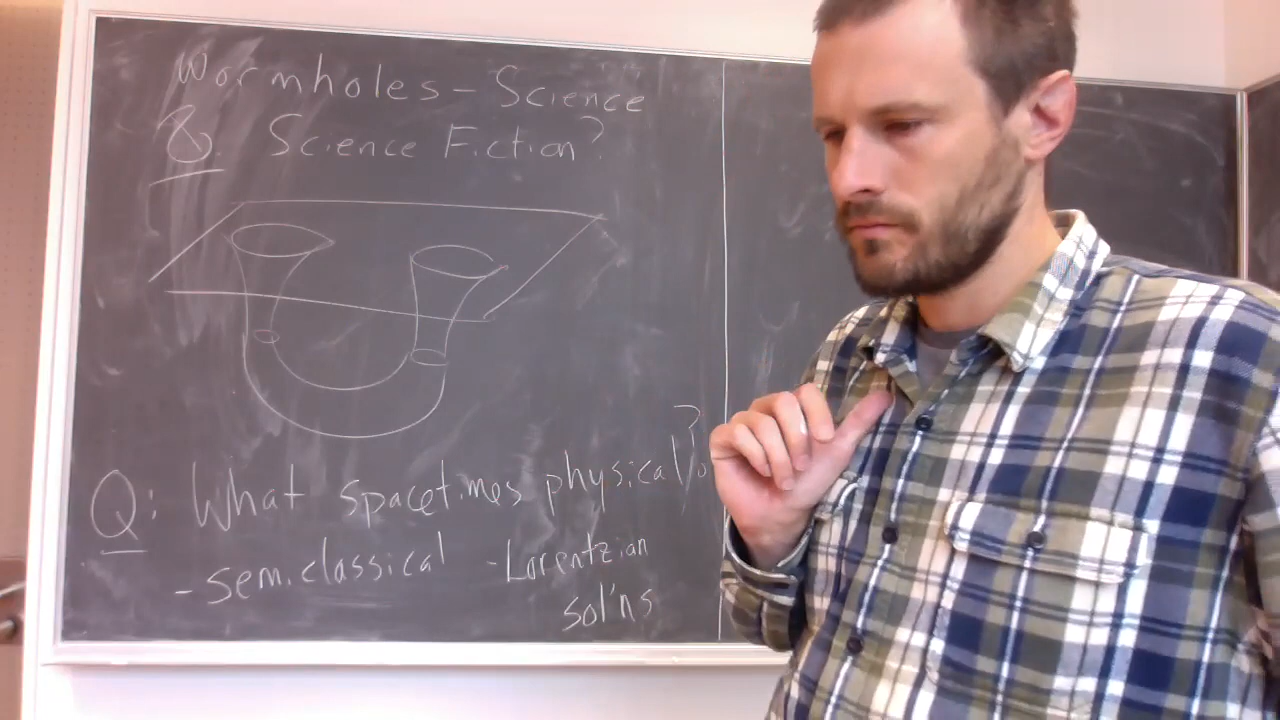 Wormholes - Science
& Science Fiction?
Q: What spacetimes physical?
- semiclassical - Lorentzian
sol'ns